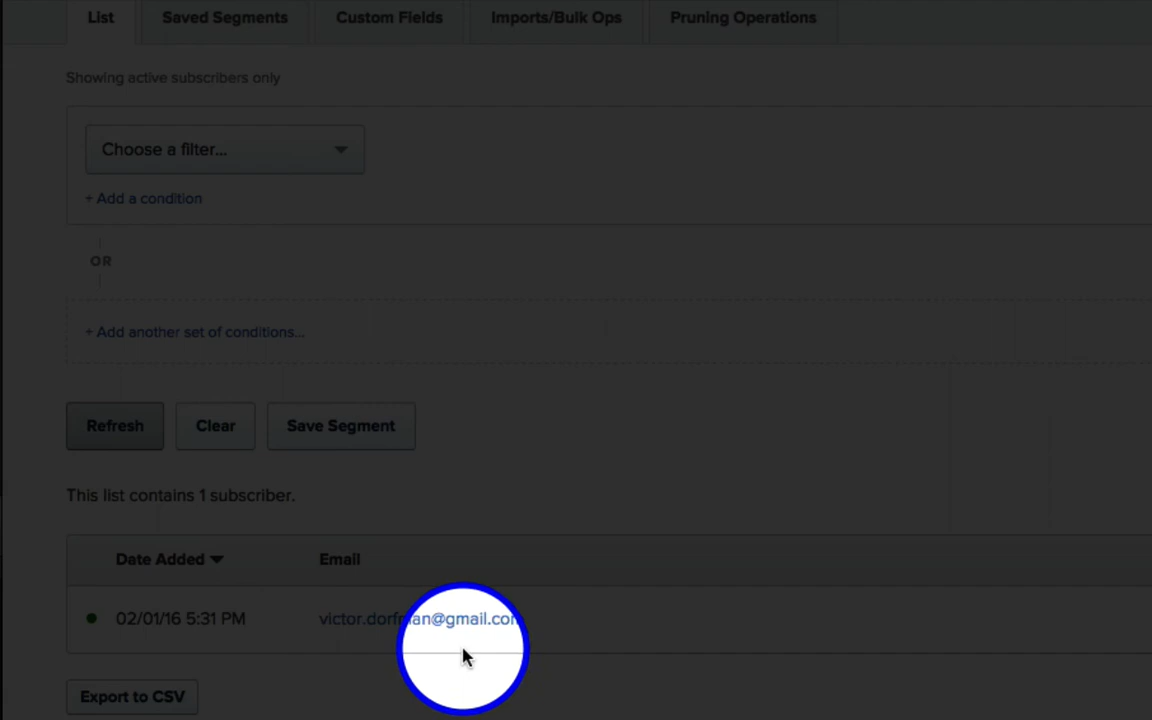 List Saved Segments Custom Fields Imports/Bulk Ops Pruning Operations
Showing active subscribers only
Choose a filter...
+ Add a condition
OR
+ Add another set of conditions...
Refresh Clear Save Segment
This list contains 1 subscriber.
Date Added Email
02/01/16 5:31 PM victor.dorfman@gmail.com
Export to CSV